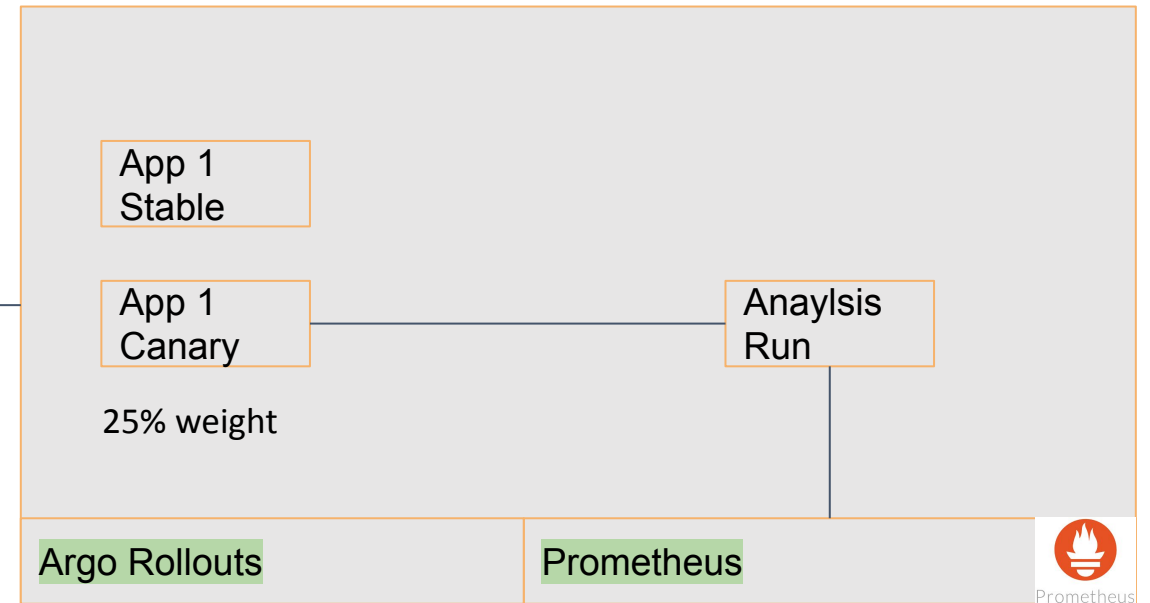 App 1
Stable
App 1
Canary
Anaylsis
Run
25% weight
Argo Rollouts
Prometheus
Prometheus